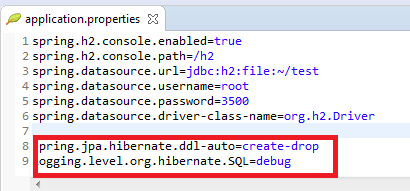 application.properties
1 spring.h2.console.enabled=true
2 spring.h2.console.path=/h2
3 spring.datasource.url=jdbc:h2:file:~/test
4 spring.datasource.username=root
5 spring.datasource.password=3500
6 spring.datasource.driver-class-name=org.h2.Driver
7
8 pring.jpa.hibernate.ddl-auto=create-drop
9 ogging.level.org.hibernate.SQL=debug